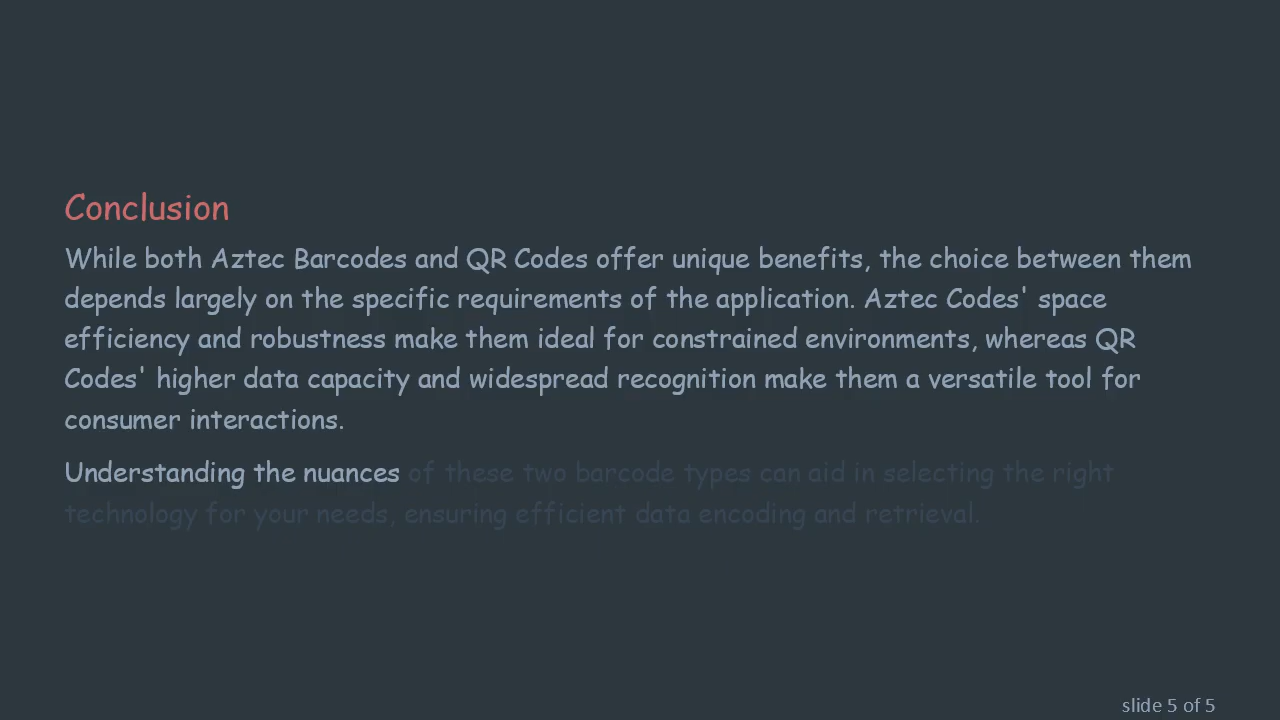 Conclusion
While both Aztec Barcodes and QR Codes offer unique benefits, the choice between them
depends largely on the specific requirements of the application. Aztec Codes' space
efficiency and robustness make them ideal for constrained environments, whereas QR
Codes' higher data capacity and widespread recognition make them a versatile tool for
consumer interactions.
Understanding the nuances of these two barcode types can aid in selecting the right
technology for your needs, ensuring efficient data encoding and retrieval.
slide 5 of 5